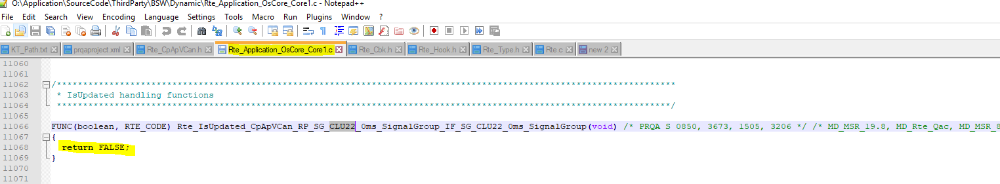 O:\Application\SourceCode\ThirdParty\BSW\Dynamic\Rte_Application_OsCore_Core1.c - Notepad++
File Edit Search View Encoding Language Settings Tools Macro Run Plugins Window ?
KT_Path.txt prqaproject.xml Rte_CpApVCan.h Rte_Application_OsCore_Core1.c Rte_Cbk.h Rte_Hook.h Rte_Type.h Rte.c new 2
11060
11061
11062 /*********************************************************************************************************************
11063 * IsUpdated handling functions
11064 *********************************************************************************************************************/
11065
11066 FUNC(boolean, RTE_CODE) Rte_IsUpdated_CpApVCan_RP_SG_CLU22_0ms_SignalGroup_IF_SG_CLU22_0ms_SignalGroup(void) /* PRQA S 0850, 3673, 1505, 3206 */ /* MD_MSR_19.8, MD_Rte_Qac, MD_MSR_8
11067 {
11068 return FALSE;
11069 }
11070
11071